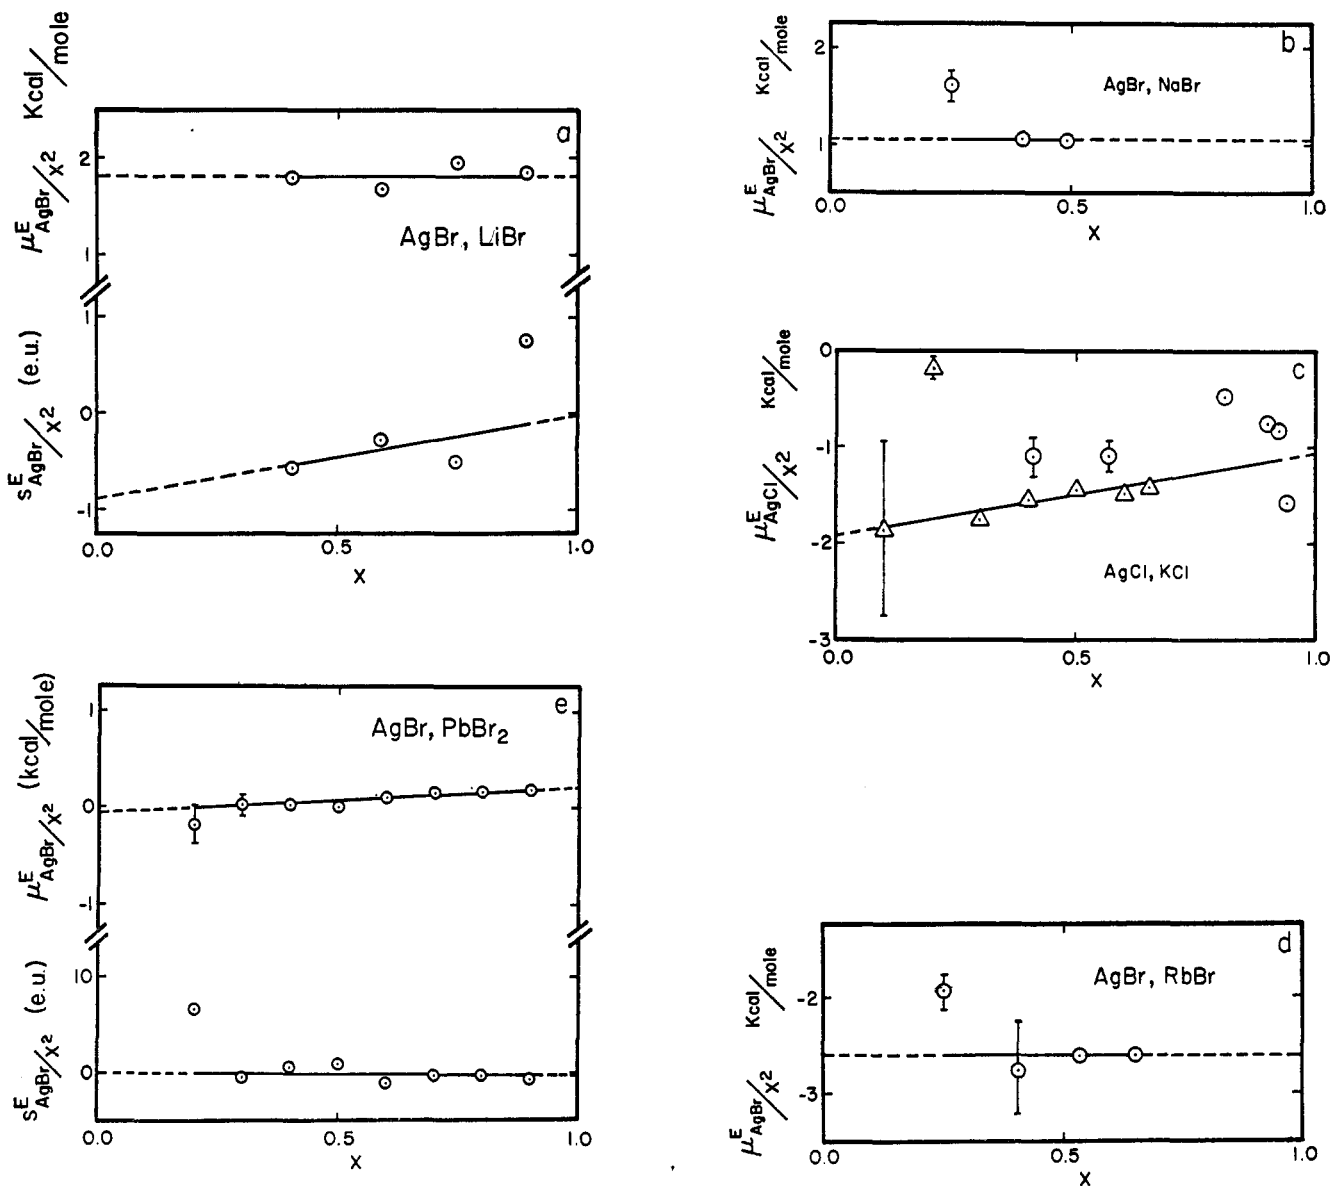 a
μ^E_AgBr/X^2 Kcal/mole
2
1
AgBr, LiBr
s^E_AgBr/X^2 (e.u.)
1
0
-1
0.0 0.5 1.0
X
b
μ^E_AgBr/X^2 Kcal/mole
2
1
AgBr, NaBr
0.0 0.5 1.0
X
c
μ^E_AgCl/X^2 Kcal/mole
0
-1
-2
-3
AgCl, KCl
0.0 0.5 1.0
X
e
μ^E_AgBr/X^2 (kcal/mole)
1
0
-1
AgBr, PbBr_2
s^E_AgBr/X^2 (e.u.)
10
0
0.0 0.5 1.0
X
d
μ^E_AgBr/X^2 Kcal/mole
-2
-3
AgBr, RbBr
0.0 0.5 1.0
X